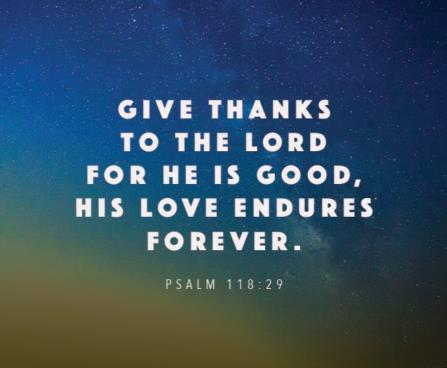 GIVE THANKS
TO THE LORD
FOR HE IS GOOD,
HIS LOVE ENDURES
FOREVER.
PSALM 118:29